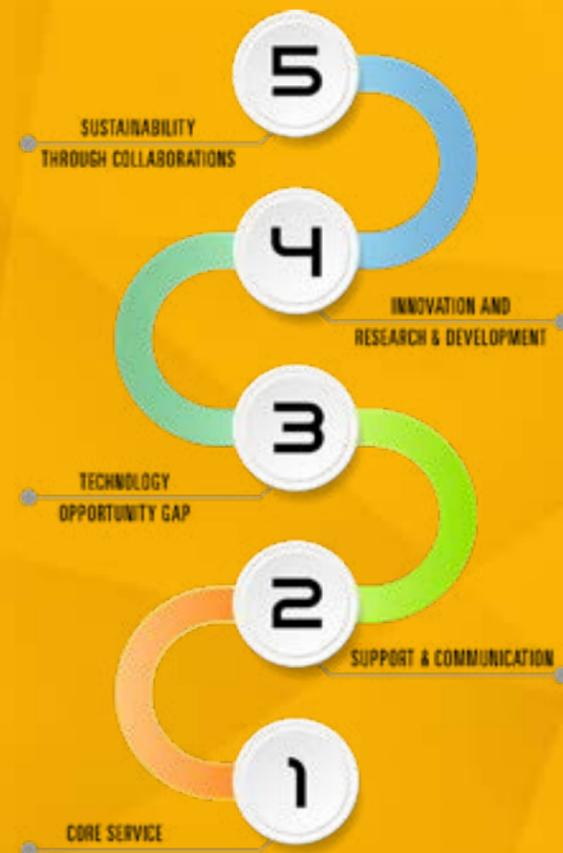 5
SUSTAINABILITY
THROUGH COLLABORATIONS
4
INNOVATION AND
RESEARCH & DEVELOPMENT
3
TECHNOLOGY
OPPORTUNITY GAP
2
SUPPORT & COMMUNICATION
1
CORE SERVICE